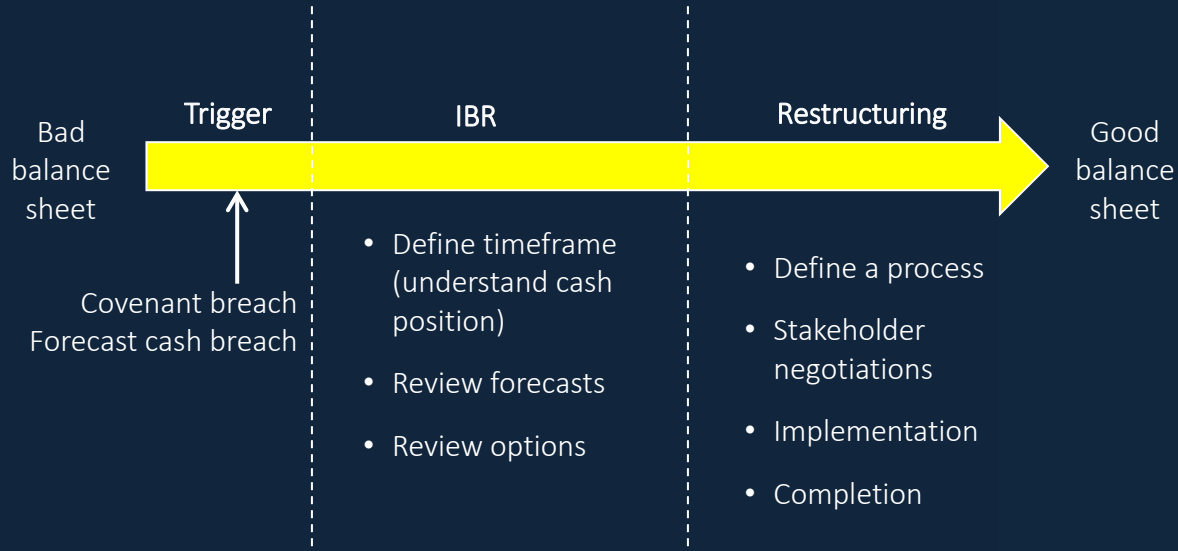 Trigger
IBR
Restructuring
Bad
balance
sheet
Good
balance
sheet
Covenant breach
Forecast cash breach
• Define timeframe
(understand cash
position)
• Review forecasts
• Review options
• Define a process
• Stakeholder
negotiations
• Implementation
• Completion